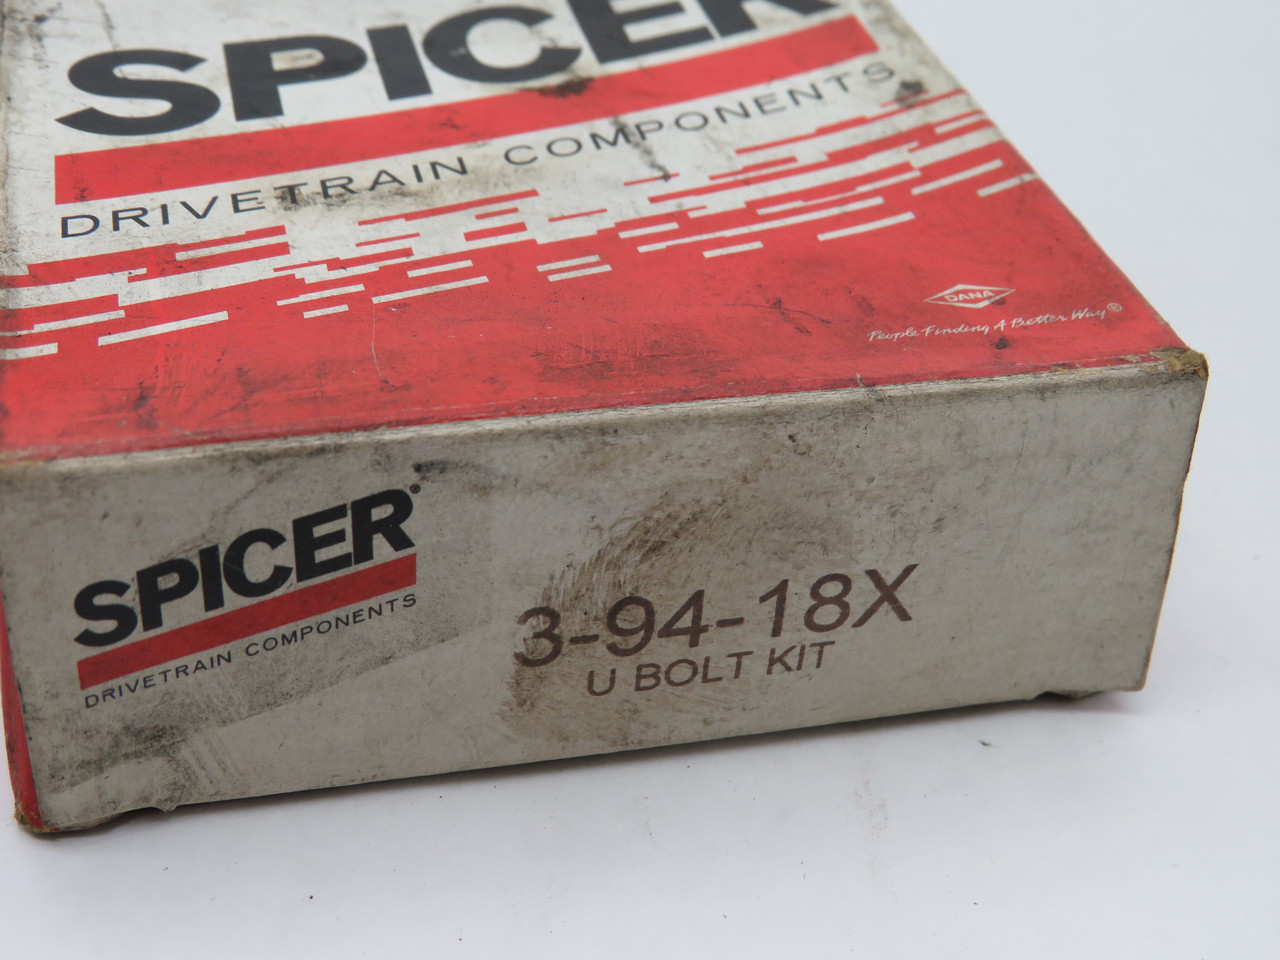 SPICER
DRIVETRAIN COMPONENTS
DANA
People Finding A Better Way®
SPICER®
DRIVETRAIN COMPONENTS
3-94-18X
U BOLT KIT